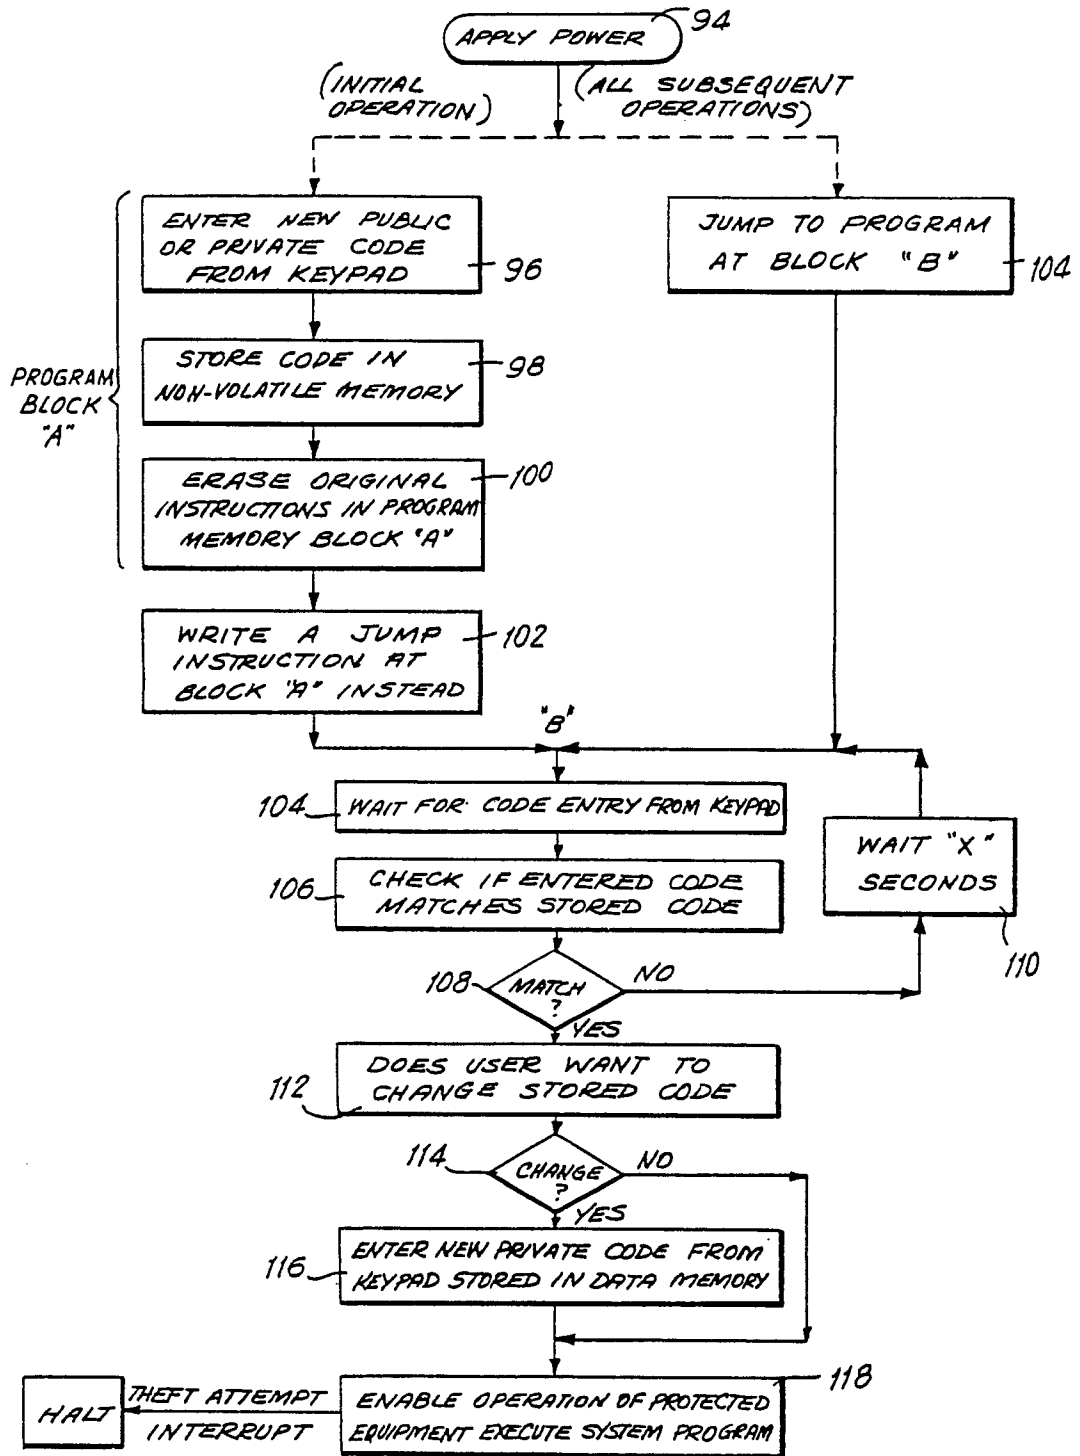 APPLY POWER
94
(INITIAL
OPERATION)
(ALL SUBSEQUENT
OPERATIONS)
ENTER NEW PUBLIC
OR PRIVATE CODE
FROM KEYPAD
96
JUMP TO PROGRAM
AT BLOCK "B"
104
PROGRAM
BLOCK
"A"
STORE CODE IN
NON-VOLATILE MEMORY
98
ERASE ORIGINAL
INSTRUCTIONS IN PROGRAM
MEMORY BLOCK "A"
100
WRITE A JUMP
INSTRUCTION AT
BLOCK "A" INSTEAD
102
"B"
104
WAIT FOR CODE ENTRY FROM KEYPAD
WAIT "X"
SECONDS
110
106
CHECK IF ENTERED CODE
MATCHES STORED CODE
108
MATCH
?
NO
YES
112
DOES USER WANT TO
CHANGE STORED CODE
114
CHANGE
?
NO
YES
116
ENTER NEW PRIVATE CODE FROM
KEYPAD STORED IN DATA MEMORY
118
HALT
THEFT ATTEMPT
INTERRUPT
ENABLE OPERATION OF PROTECTED
EQUIPMENT EXECUTE SYSTEM PROGRAM